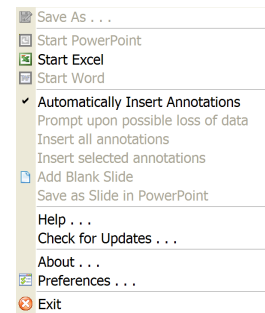 Save As . . .
Start PowerPoint
Start Excel
Start Word
Automatically Insert Annotations
Prompt upon possible loss of data
Insert all annotations
Insert selected annotations
Add Blank Slide
Save as Slide in PowerPoint
Help . . .
Check for Updates . . .
About . . .
Preferences . . .
Exit